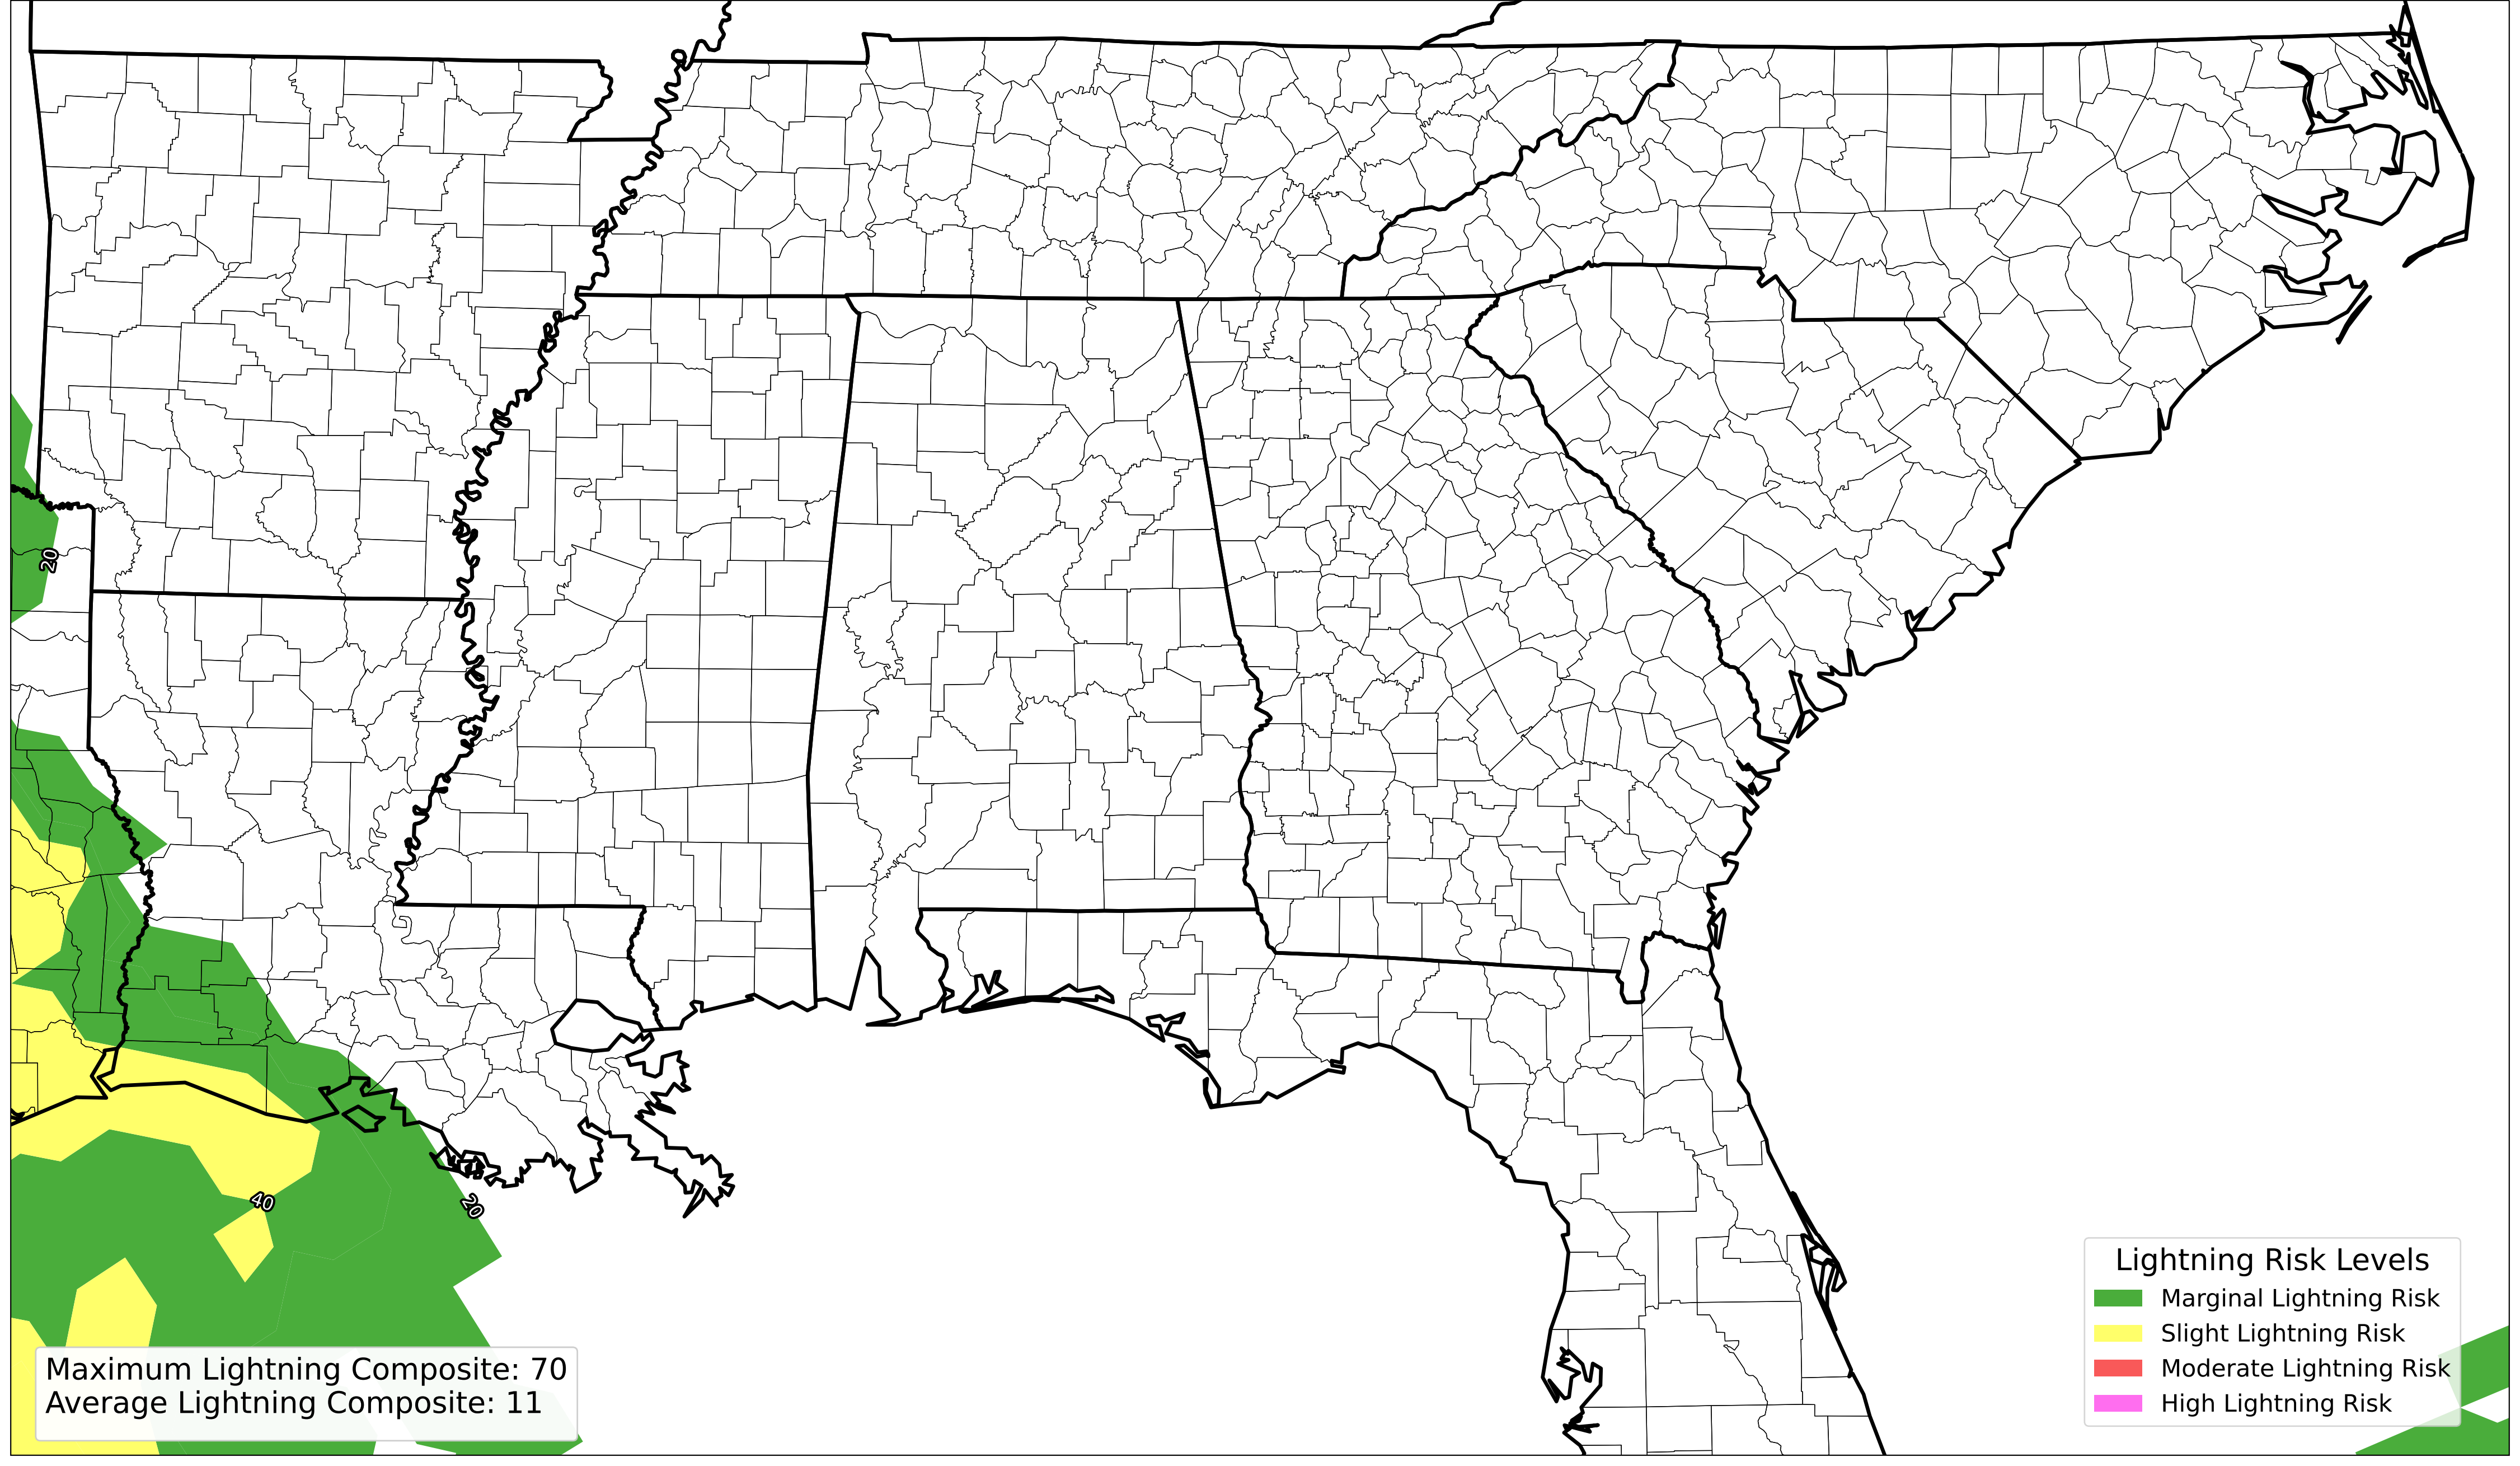 20
40
20
Maximum Lightning Composite: 70
Average Lightning Composite: 11
Lightning Risk Levels
Marginal Lightning Risk
Slight Lightning Risk
Moderate Lightning Risk
High Lightning Risk